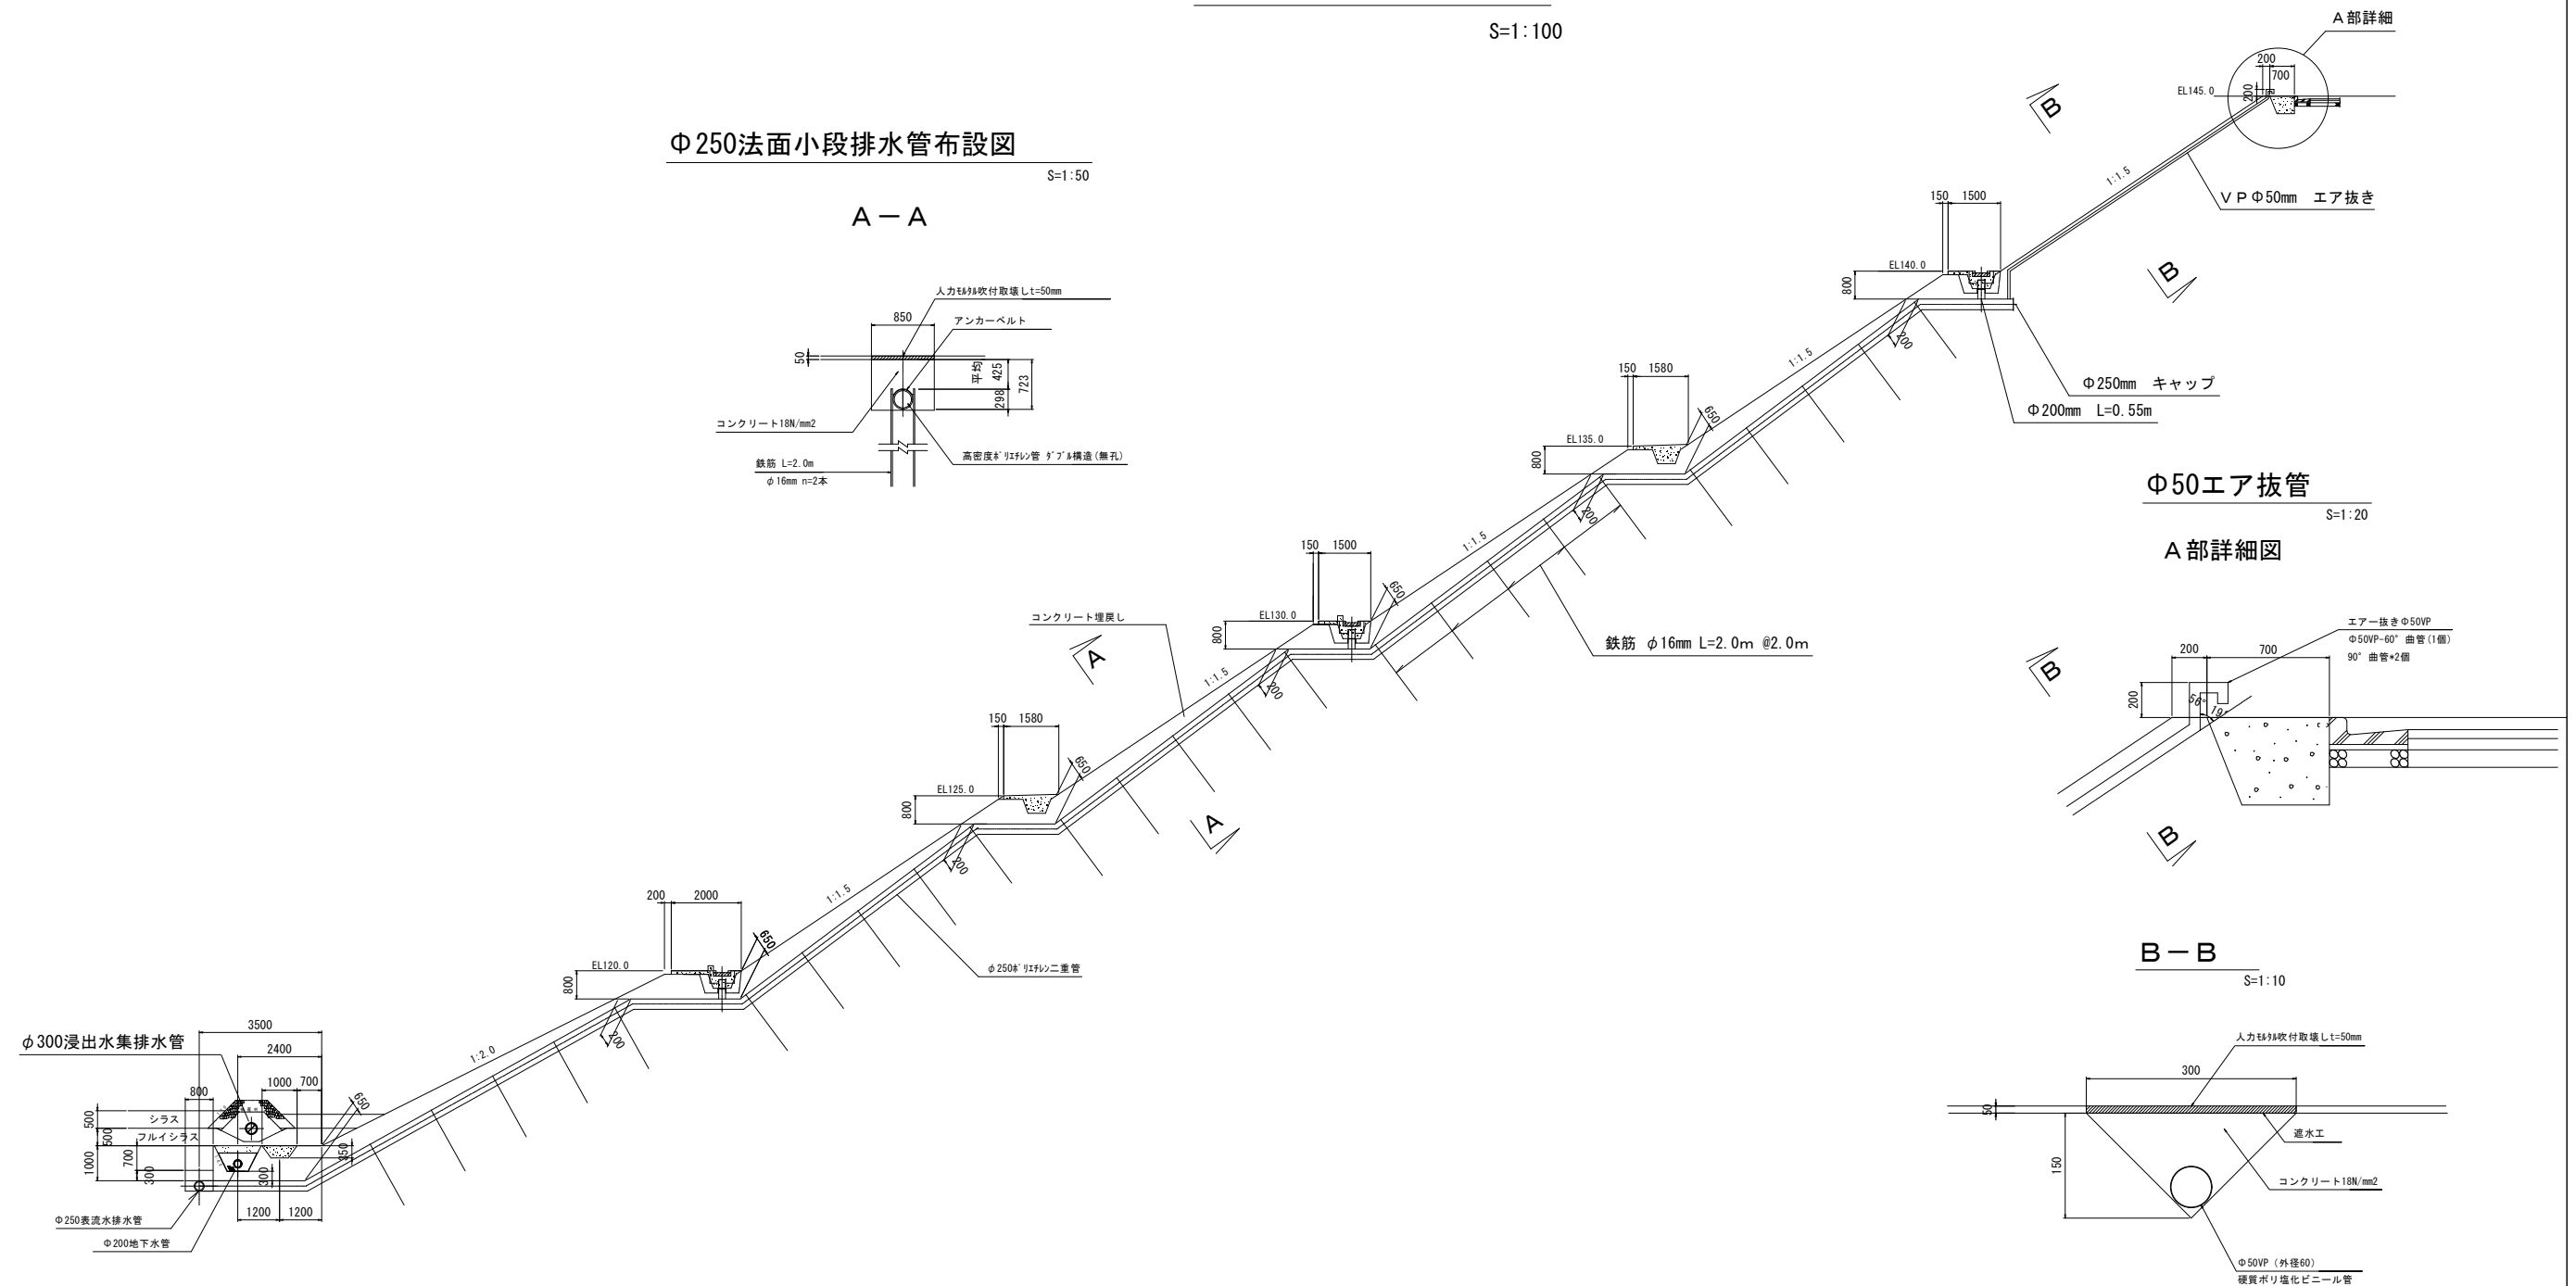 S=1:100
A部詳細
200
700
200
EL145.0
B
1:1.5
VPΦ50mm エア抜き
B
Φ250法面小段排水管布設図
S=1:50
A-A
人力ﾓﾙﾀﾙ吹付取壊しt=50mm
850
アンカーベルト
50
平均
425
723
298
コンクリート18N/mm2
高密度ﾎﾟﾘｴﾁﾚﾝ管 ﾀﾞﾌﾞﾙ構造(無孔)
鉄筋 L=2.0m
φ16mm n=2本
150
1500
EL140.0
800
200
1:1.5
Φ250mm キャップ
Φ200mm L=0.55m
150
1580
650
EL135.0
800
200
1:1.5
鉄筋 φ16mm L=2.0m @2.0m
150
1500
650
EL130.0
800
200
1:1.5
コンクリート埋戻し
A
A
150
1580
650
EL125.0
800
200
1:1.5
φ250ﾎﾟﾘｴﾁﾚﾝ二重管
200
2000
650
EL120.0
800
200
1:2.0
3500
φ300浸出水集排水管
2400
1000
700
800
650
500
シラス
500
フルイシラス
1000
700
300
300
350
1200
1200
Φ250表流水排水管
Φ200地下水管
Φ50エア抜管
S=1:20
A部詳細図
エアー抜きΦ50VP
Φ50VP-60° 曲管(1個)
90° 曲管*2個
200
700
200
56°
19°
B
B
B-B
S=1:10
人力ﾓﾙﾀﾙ吹付取壊しt=50mm
300
50
遮水工
150
コンクリート18N/mm2
Φ50VP (外径60)
硬質ポリ塩化ビニール管